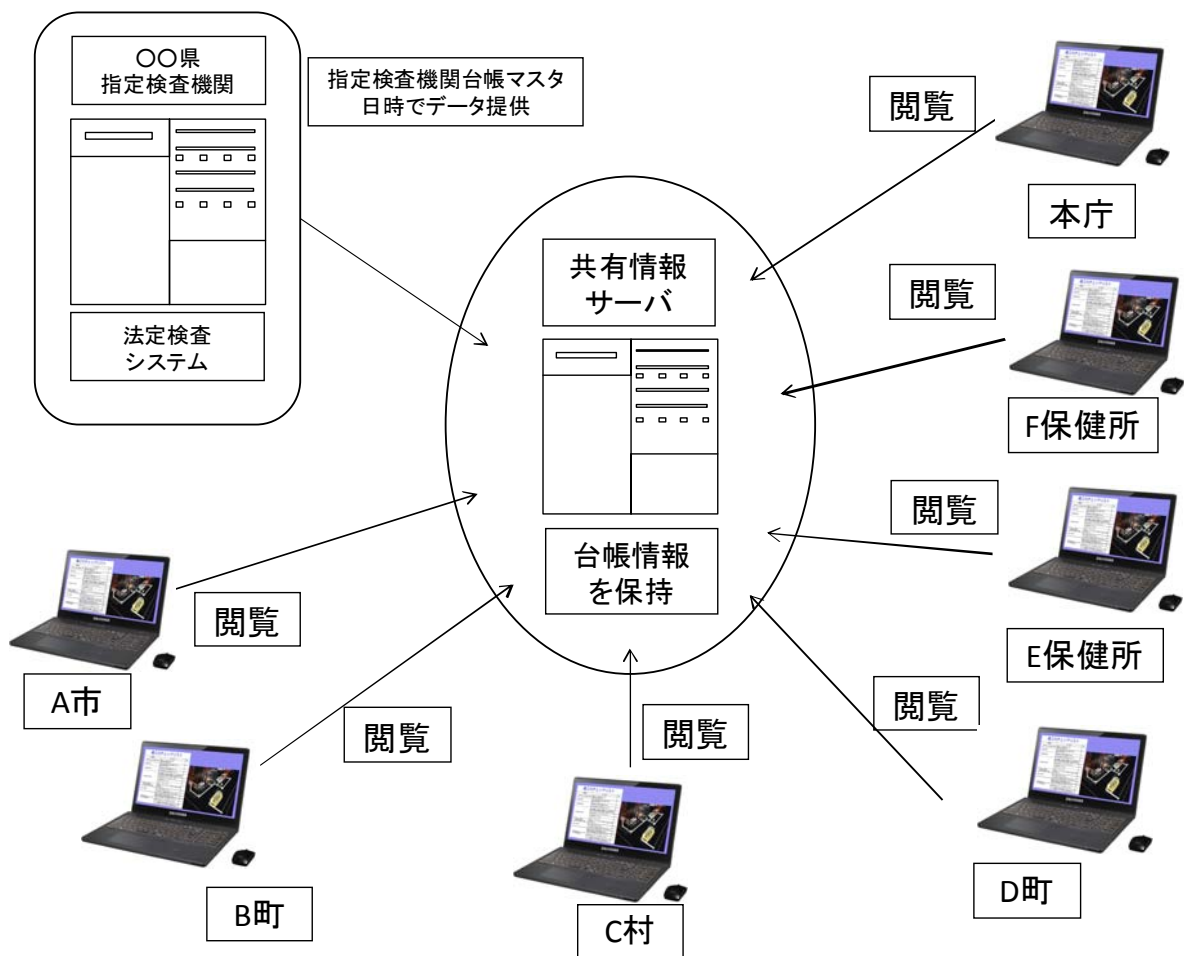 〇〇県
指定検査機関
指定検査機関台帳マスタ
日時でデータ提供
法定検査
システム
共有情報
サーバ
台帳情報
を保持
閲覧
本庁
閲覧
F保健所
閲覧
E保健所
閲覧
D町
閲覧
A市
閲覧
B町
閲覧
C村